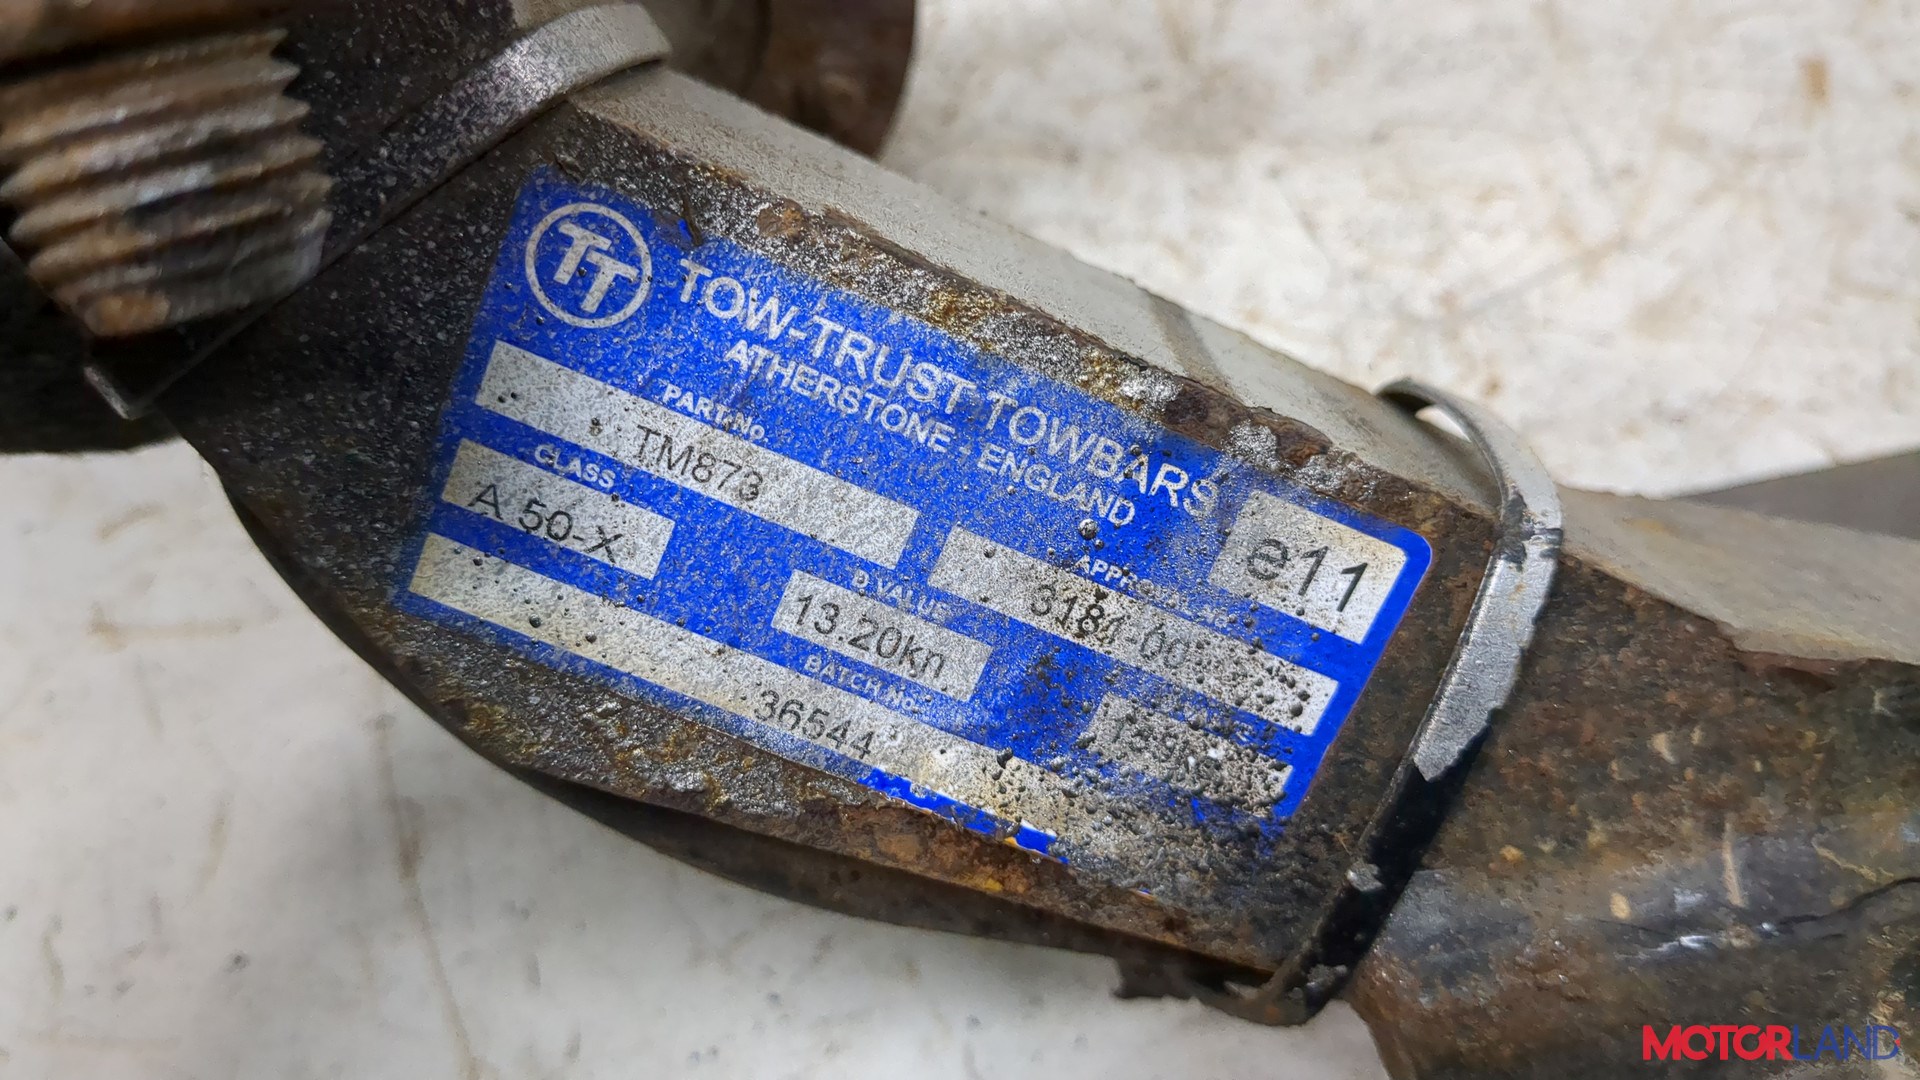 TT
TOW-TRUST TOWBARS
ATHERSTONE - ENGLAND
e11
PART No.
TM873
APPROVAL
CLASS
A 50-X
D VALUE
13.20kn
BATCH No.
36544
MOTORLAND